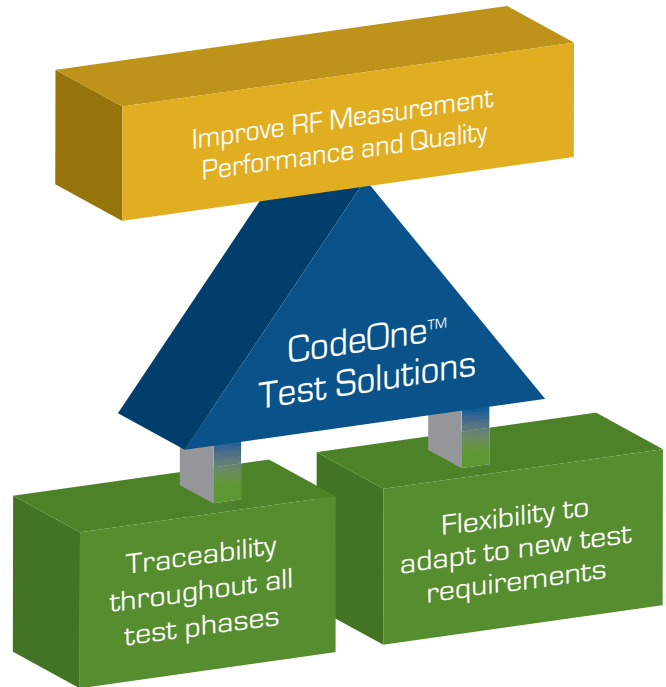 Improve RF Measurement
Performance and Quality
CodeOne™
Test Solutions
Traceability
throughout all
test phases
Flexibility to
adapt to new test
requirements